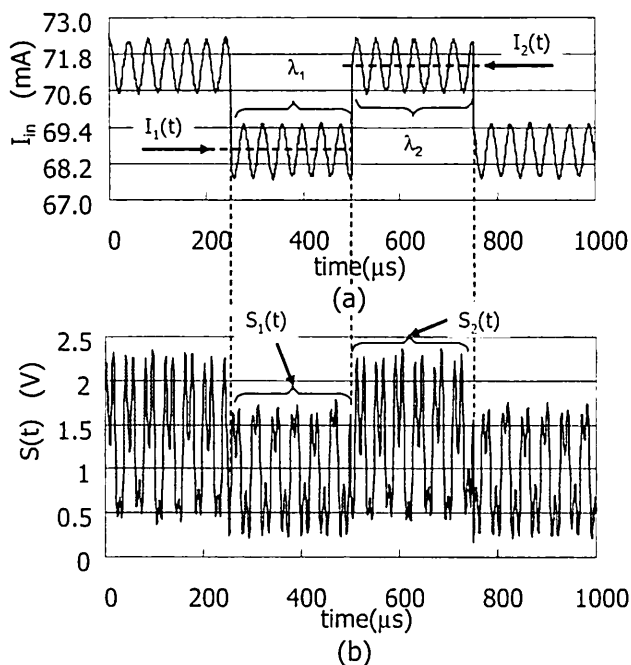 I_in (mA)
73.0
71.8
70.6
69.4
68.2
67.0
I₂(t)
λ₁
I₁(t)
λ₂
0 200 400 600 800 1000
time(μs)
(a)
S₁(t) S₂(t)
S(t) (V)
2.5
2
1.5
1
0.5
0
0 200 400 600 800 1000
time(μs)
(b)